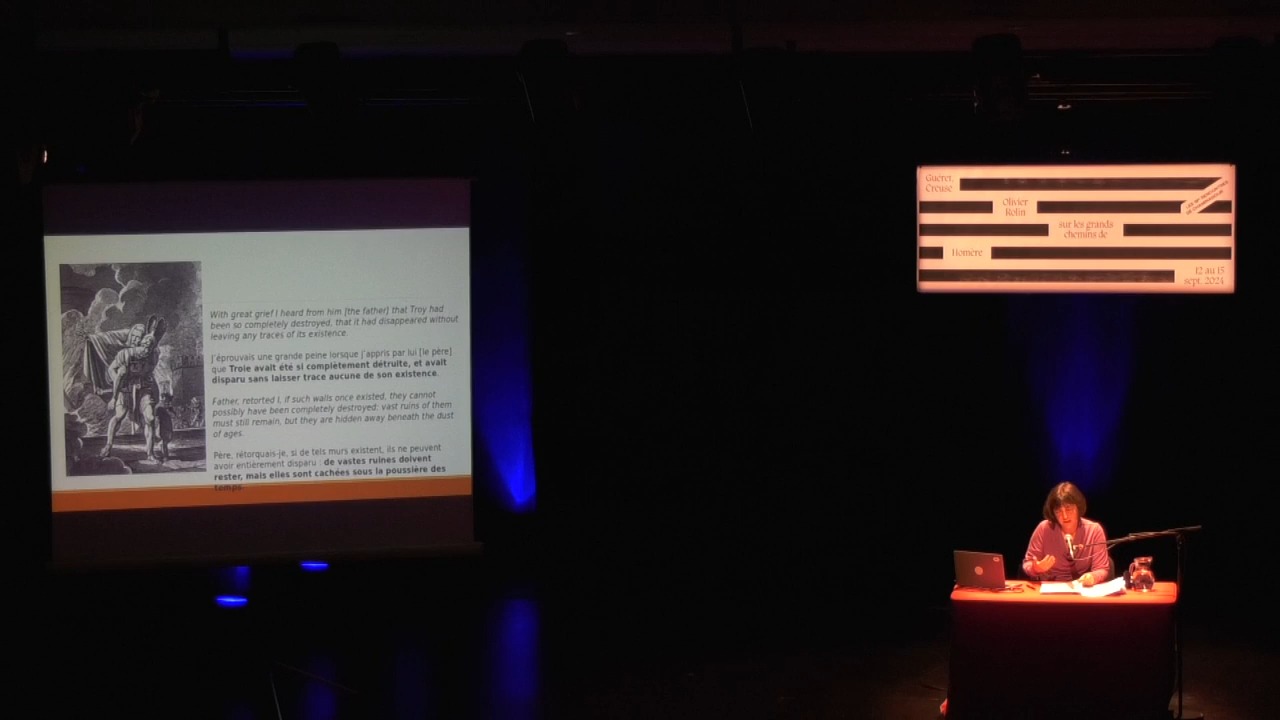 With great grief I heard from him [the father] that Troy had
been so completely destroyed, that it had disappeared without
leaving any traces of its existence.
J'éprouvais une grande peine lorsque j'appris par lui [le père]
que Troie avait été si complètement détruite, et avait
disparu sans laisser trace aucune de son existence.
Father, retorted I, if such walls once existed, they cannot
possibly have been completely destroyed: vast ruins of them
must still remain, but they are hidden away beneath the dust
of ages.
Père, rétorquais-je, si de tels murs existent, ils ne peuvent
avoir entièrement disparu : de vastes ruines doivent
rester, mais elles sont cachées sous la poussière des
temps.
Guéret,
Creuse
Olivier
Rolin
sur les grands
chemins de
Homère
12 au 15
sept. 2024